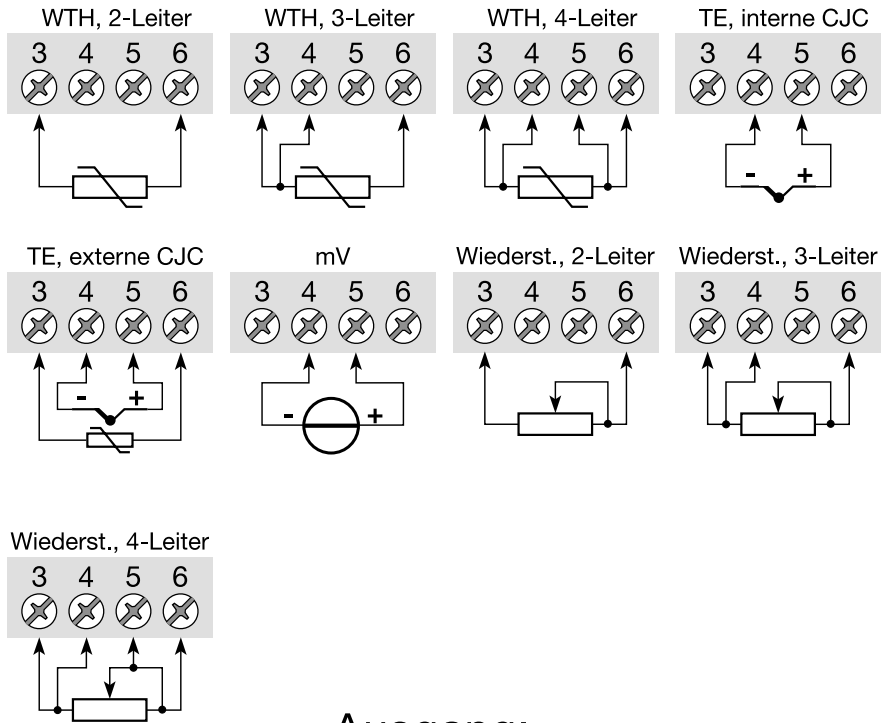 WTH, 2-Leiter
3 4 5 6
WTH, 3-Leiter
3 4 5 6
WTH, 4-Leiter
3 4 5 6
TE, interne CJC
3 4 5 6
- +
TE, externe CJC
3 4 5 6
- +
mV
3 4 5 6
- +
Wiederst., 2-Leiter
3 4 5 6
Wiederst., 3-Leiter
3 4 5 6
Wiederst., 4-Leiter
3 4 5 6